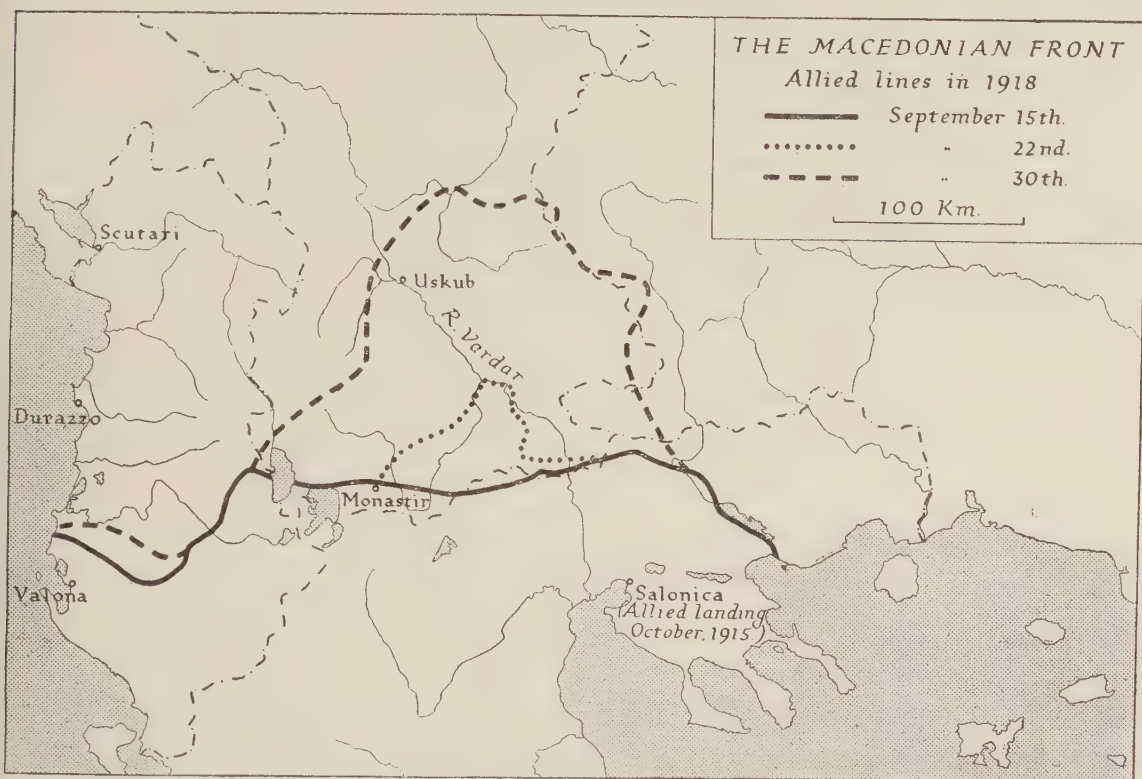 THE MACEDONIAN FRONT
Allied lines in 1918
September 15th.
" 22nd.
" 30th.
100 Km.
Scutari
Uskub
R. Vardar
Durazzo
Monastir
Valona
Salonica
(Allied landing
October, 1915)